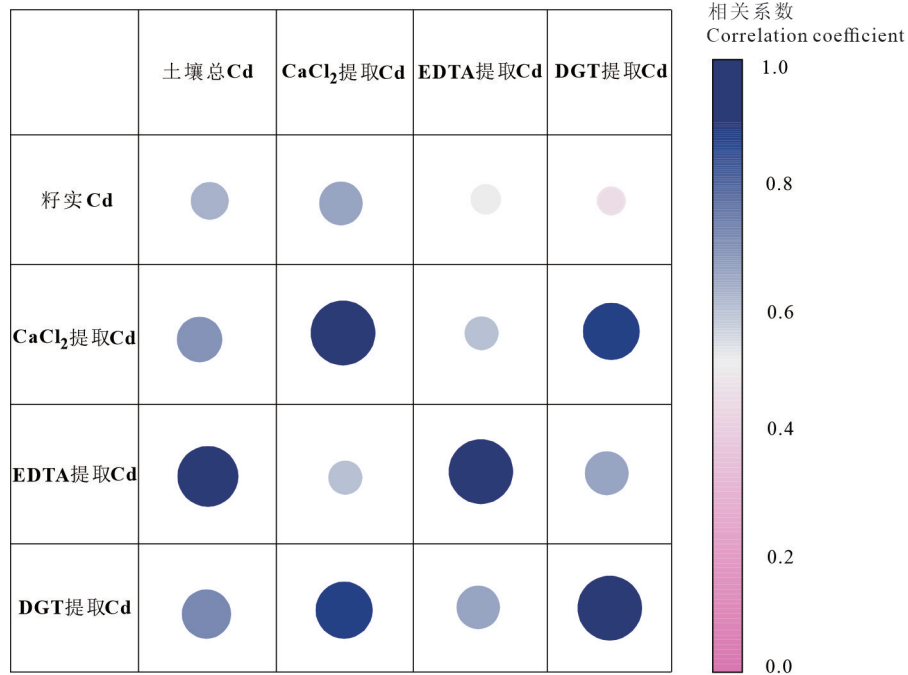 相关系数
Correlation coefficient
土壤总Cd CaCl₂提取Cd EDTA提取Cd DGT提取Cd
籽实Cd
CaCl₂提取Cd
EDTA提取Cd
DGT提取Cd
1.0
0.8
0.6
0.4
0.2
0.0